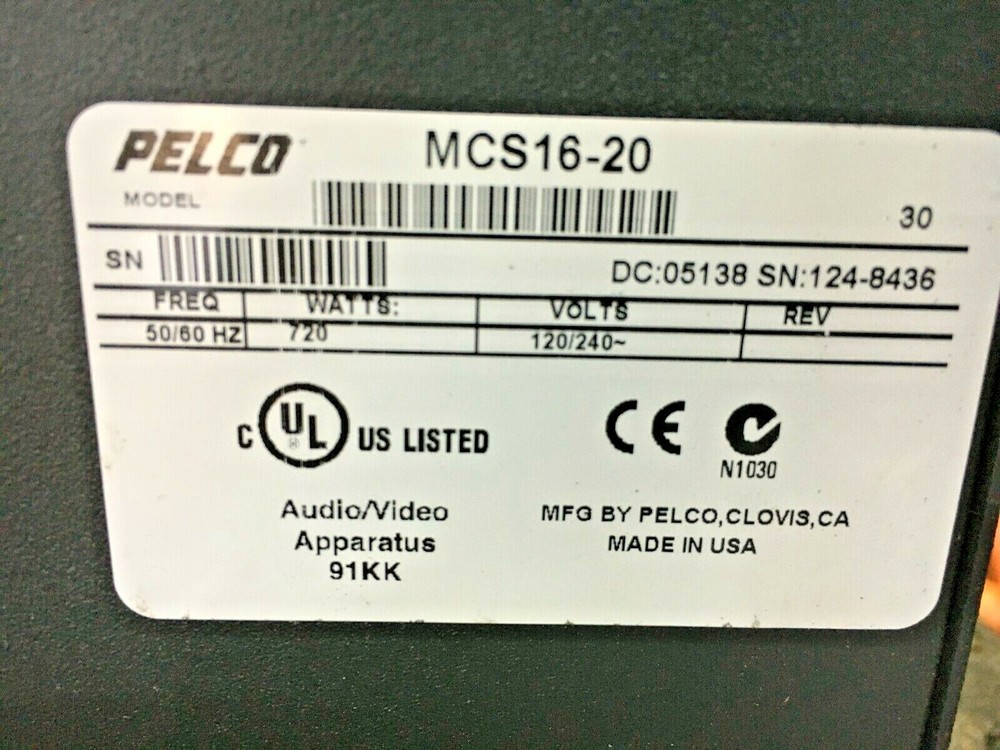 PELCO MCS16-20
MODEL
30
SN DC:05138 SN:124-8436
FREQ WATTS: VOLTS REV
50/60 HZ 720 120/240~
C UL ® US LISTED CE N1030
Audio/Video
Apparatus
91KK
MFG BY PELCO,CLOVIS,CA
MADE IN USA